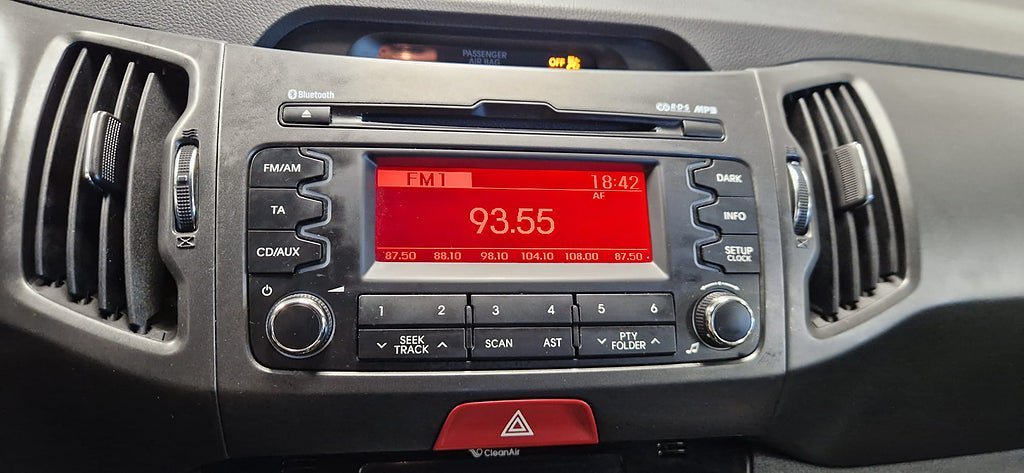 PASSENGER
AIR BAG
OFF
Bluetooth
RDS MP3
FM/AM
TA
CD/AUX
FM1
18:42
AF
93.55
87.50 88.10 98.10 104.10 108.00 87.50
DARK
INFO
SETUP
CLOCK
1 2 3 4 5 6
SEEK
TRACK
SCAN AST
PTY
FOLDER
CleanAir